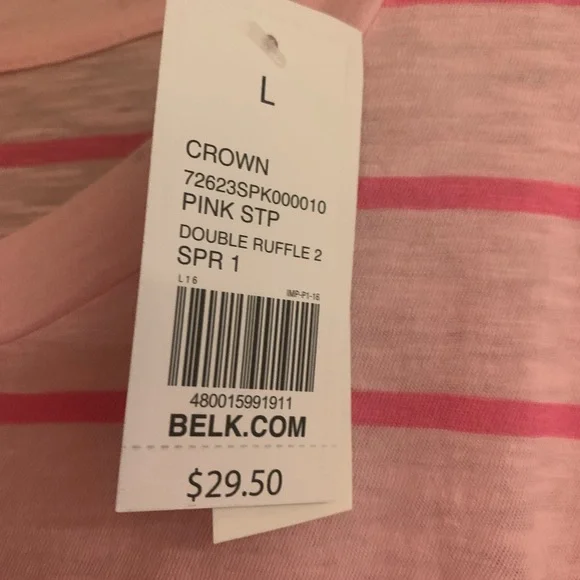 L
CROWN
72623SPK000010
PINK STP
DOUBLE RUFFLE 2
SPR 1
L16 IMP-P1-16
480015991911
BELK.COM
$29.50